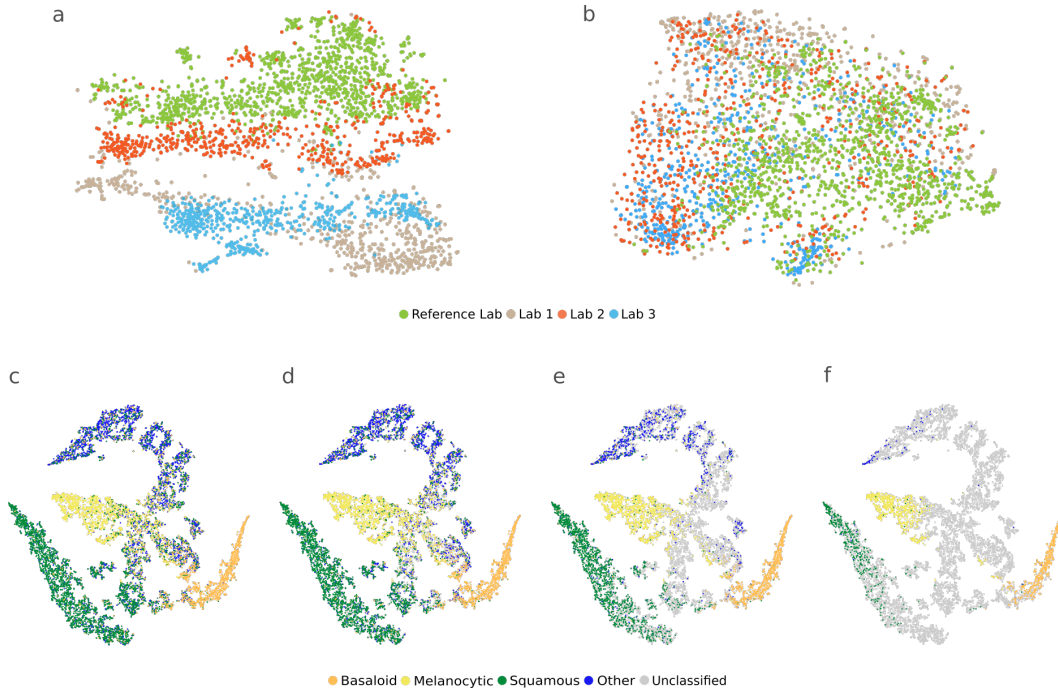 a b
Reference Lab Lab 1 Lab 2 Lab 3
c d e f
Basaloid Melanocytic Squamous Other Unclassified